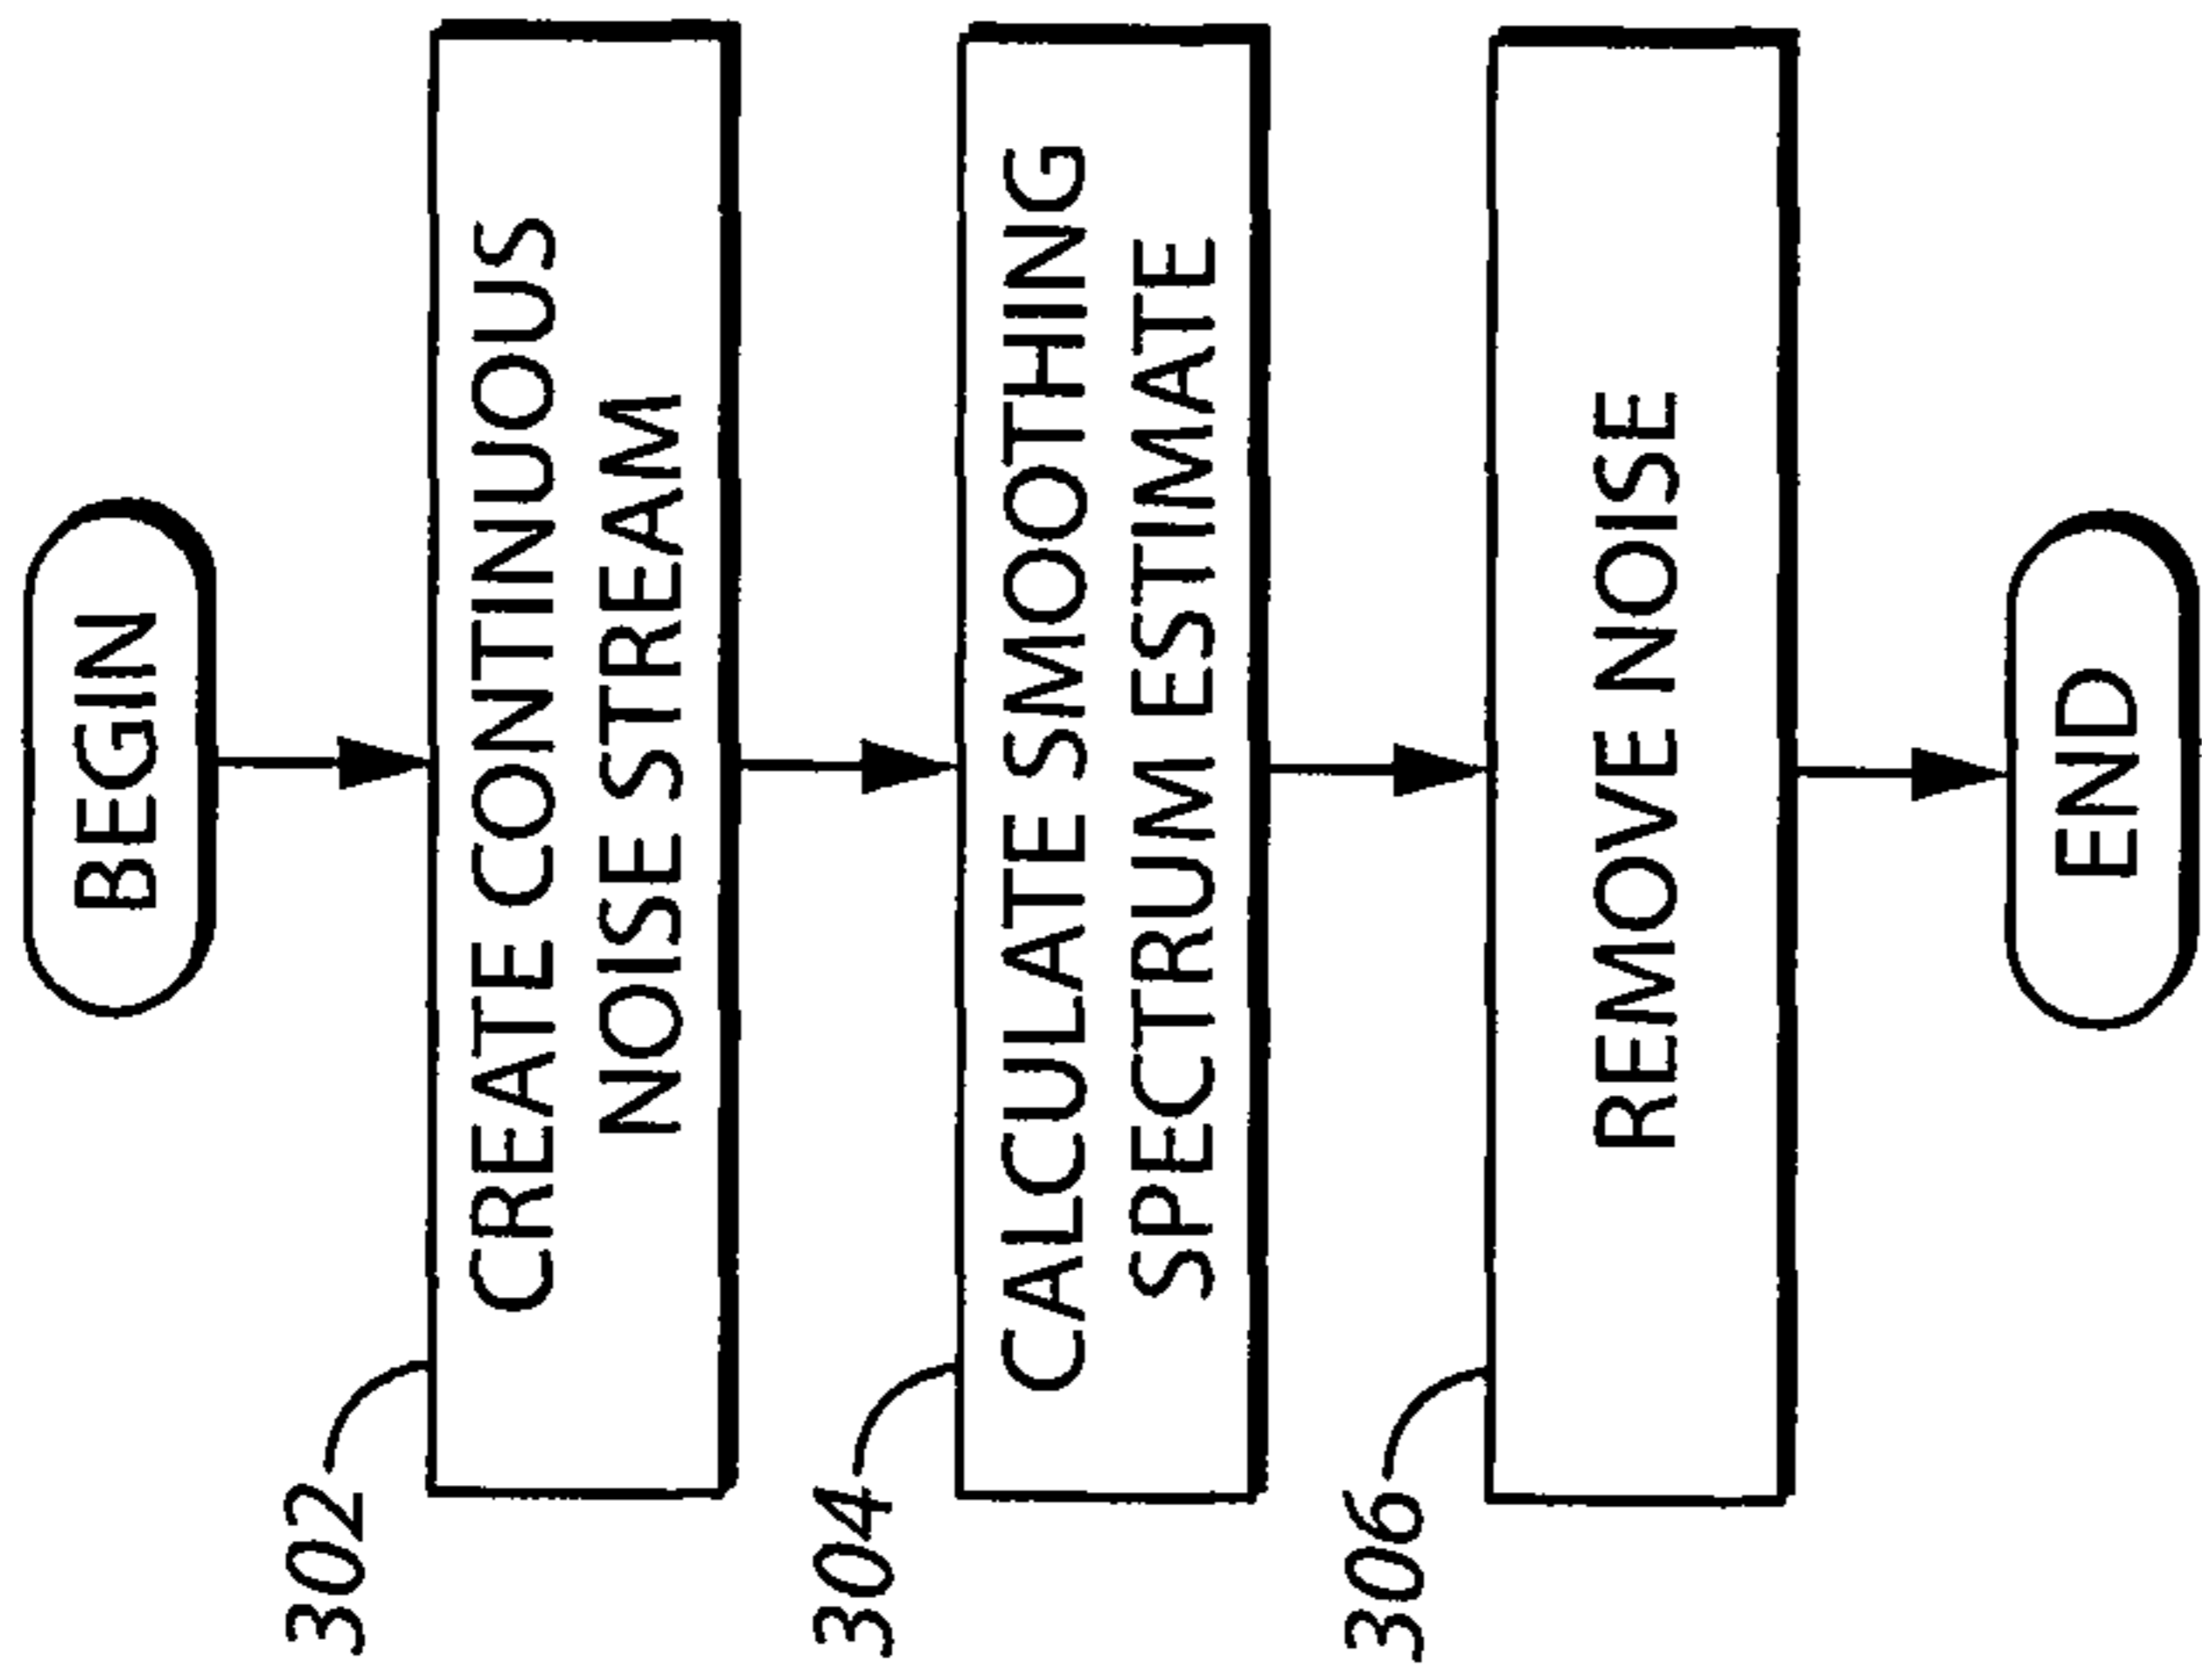 BEGIN
302
CREATE CONTINUOUS
NOISE STREAM
304
CALCULATE SMOOTHING
SPECTRUM ESTIMATE
306
REMOVE NOISE
END